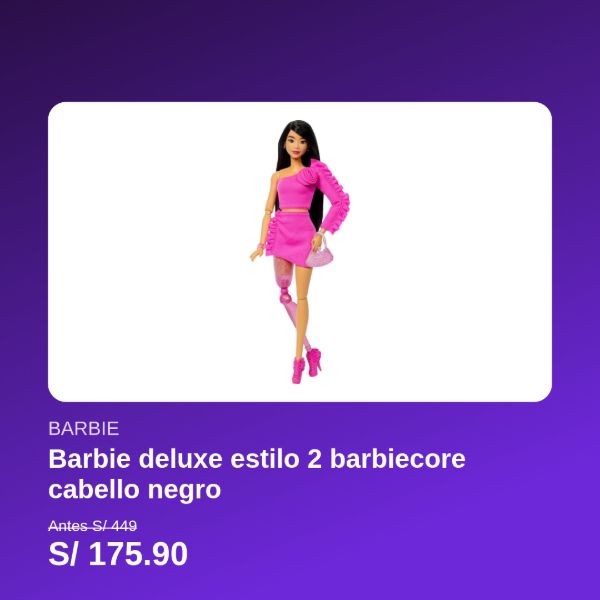 BARBIE
Barbie deluxe estilo 2 barbiecore
cabello negro
Antes S/ 449
S/ 175.90